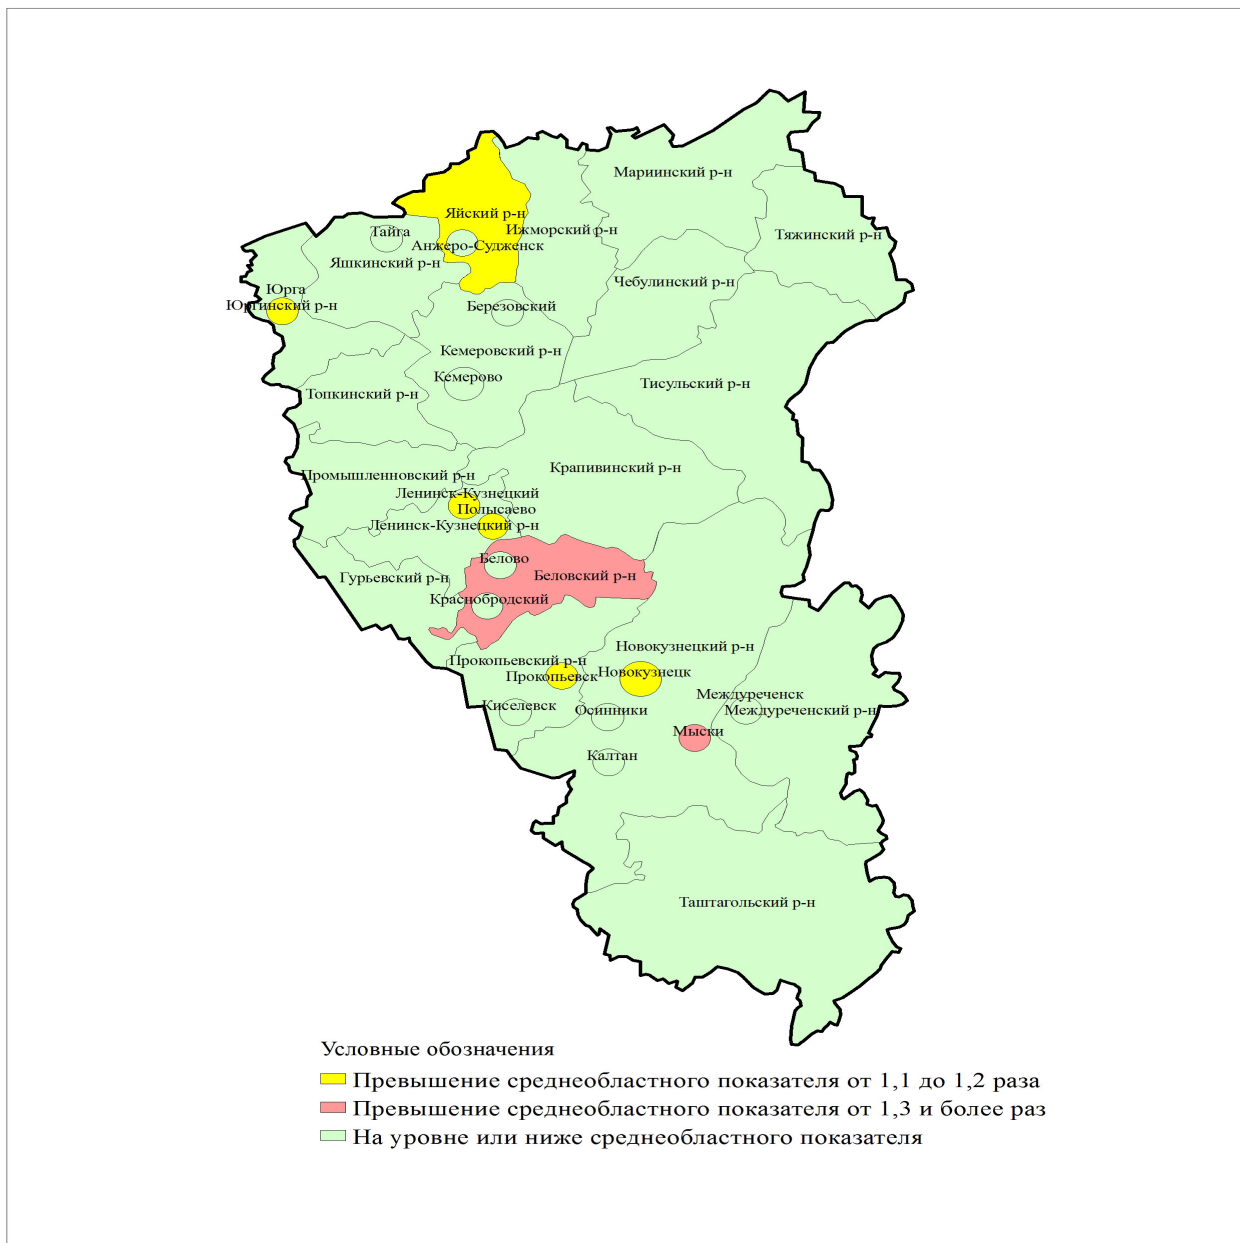 Мариинский р-н
Яйский р-н
Ижморский р-н
Тайга
Тяжинский р-н
Анжеро-Судженск
Яшкинский р-н
Чебулинский р-н
Юрга
Юргинский р-н
Березовский
Кемеровский р-н
Кемерово
Тисульский р-н
Топкинский р-н
Крапивинский р-н
Промышленновский р-н
Ленинск-Кузнецкий
Полысаево
Ленинск-Кузнецкий р-н
Белово
Гурьевский р-н
Беловский р-н
Краснобродский
Новокузнецкий р-н
Прокопьевский р-н
Прокопьевск
Новокузнецк
Междуреченск
Киселевск
Осинники
Междуреченский р-н
Мыски
Калтан
Таштагольский р-н
Условные обозначения
Превышение среднеобластного показателя от 1,1 до 1,2 раза
Превышение среднеобластного показателя от 1,3 и более раз
На уровне или ниже среднеобластного показателя